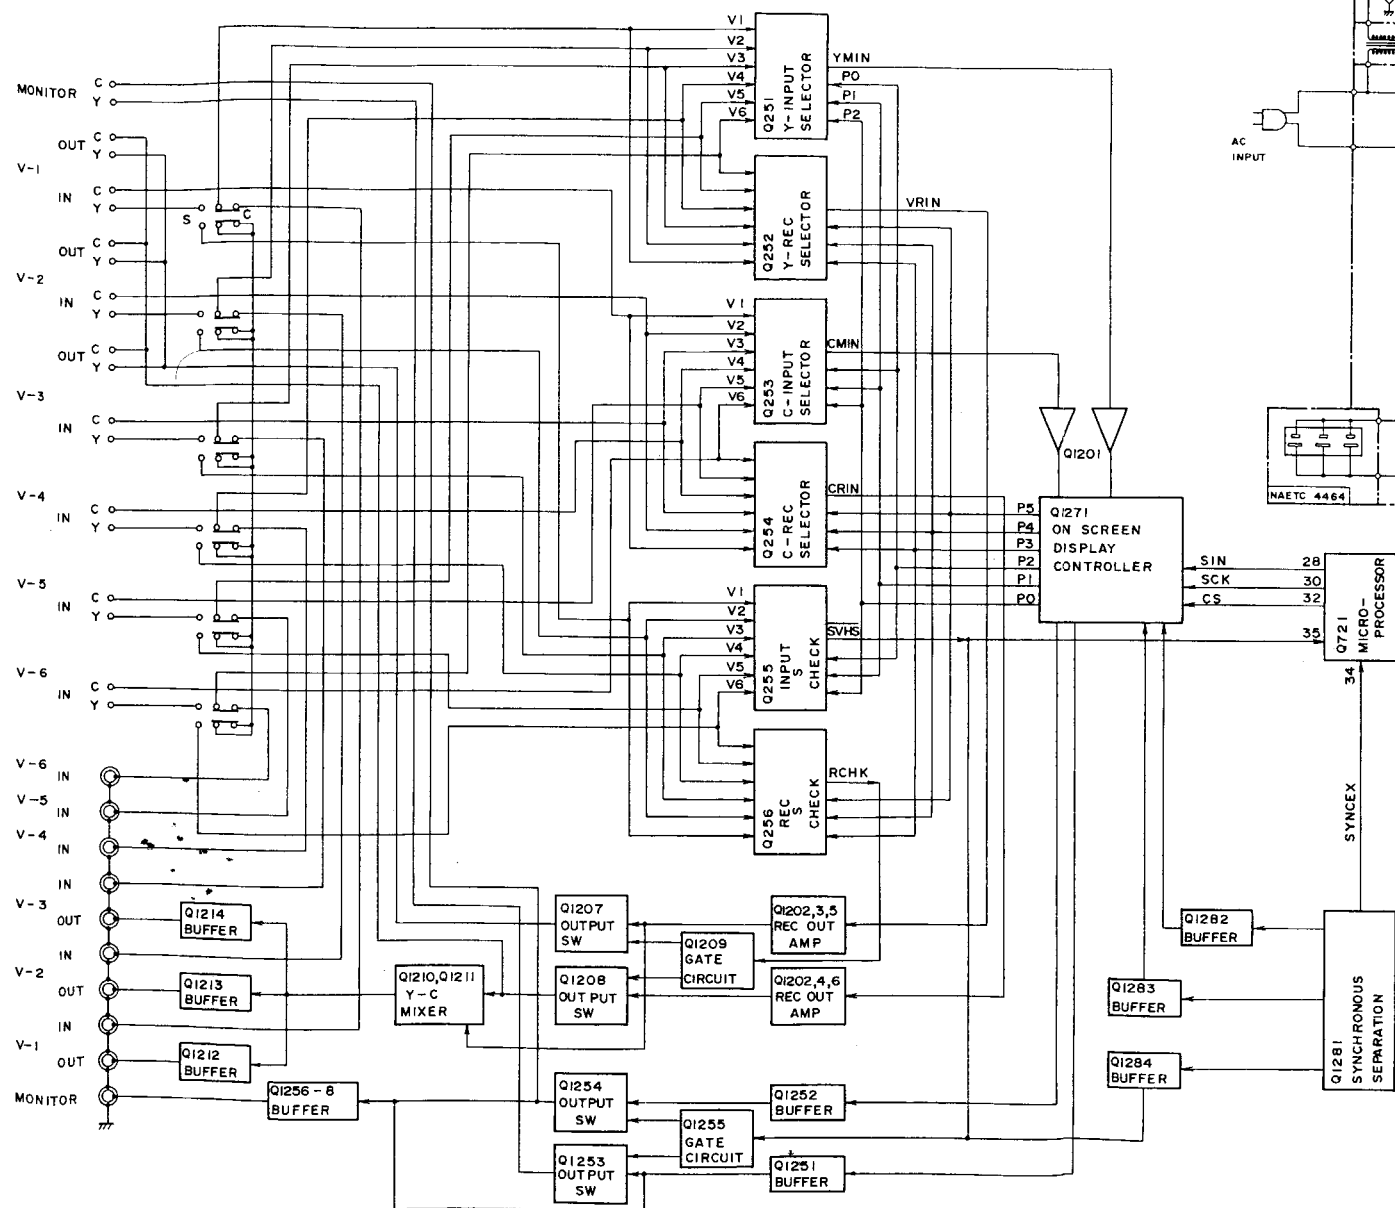 MONITOR C
Y
OUT C
Y
V-1
IN C
Y
S C
OUT C
Y
V-2
IN C
Y
OUT C
Y
V-3
IN C
Y
V-4
IN C
Y
V-5
IN C
Y
V-6
IN C
Y
V-6
IN
V-5
IN
V-4
IN
IN
V-3
OUT
IN
V-2
OUT
IN
V-1
OUT
MONITOR
V1
V2
V3
V4
V5
V6
Q251
Y-INPUT
SELECTOR
YMIN
P0
P1
P2
Q252
Y-REC
SELECTOR
VRIN
V1
V2
V3
V4
V5
V6
Q253
C-INPUT
SELECTOR
CMIN
Q254
C-REC
SELECTOR
CRIN
V1
V2
V3
V4
V5
V6
Q255
INPUT
S
CHECK
SVHS
Q256
REC
S
CHECK
RCHK
Q1201
P5
P4
P3
P2
P1
P0
Q1271
ON SCREEN
DISPLAY
CONTROLLER
SIN
SCK
CS
28
30
32
35
34
Q721
MICRO-
PROCESSOR
AC
INPUT
NAETC 4464
SYNCEX
Q1281
SYNCHRONOUS
SEPARATION
Q1282
BUFFER
Q1283
BUFFER
Q1284
BUFFER
Q1214
BUFFER
Q1213
BUFFER
Q1212
BUFFER
Q1256-8
BUFFER
Q1210,Q1211
Y-C
MIXER
Q1207
OUTPUT
SW
Q1208
OUTPUT
SW
Q1209
GATE
CIRCUIT
Q1202,3,5
REC OUT
AMP
Q1202,4,6
REC OUT
AMP
Q1254
OUTPUT
SW
Q1253
OUTPUT
SW
Q1255
GATE
CIRCUIT
Q1252
BUFFER
Q1251
BUFFER